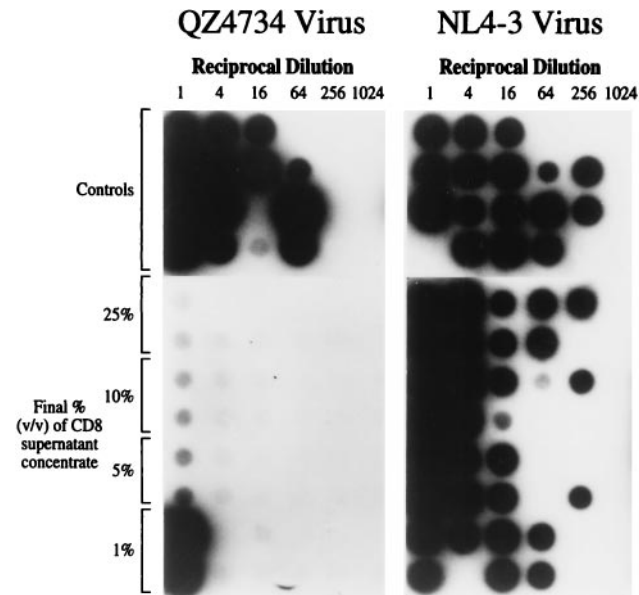 QZ4734 Virus NL4-3 Virus
Reciprocal Dilution Reciprocal Dilution
1 4 16 64 256 1024 1 4 16 64 256 1024
Controls
25%
10%
Final %
(v/v) of CD8
supernatant
concentrate
5%
1%